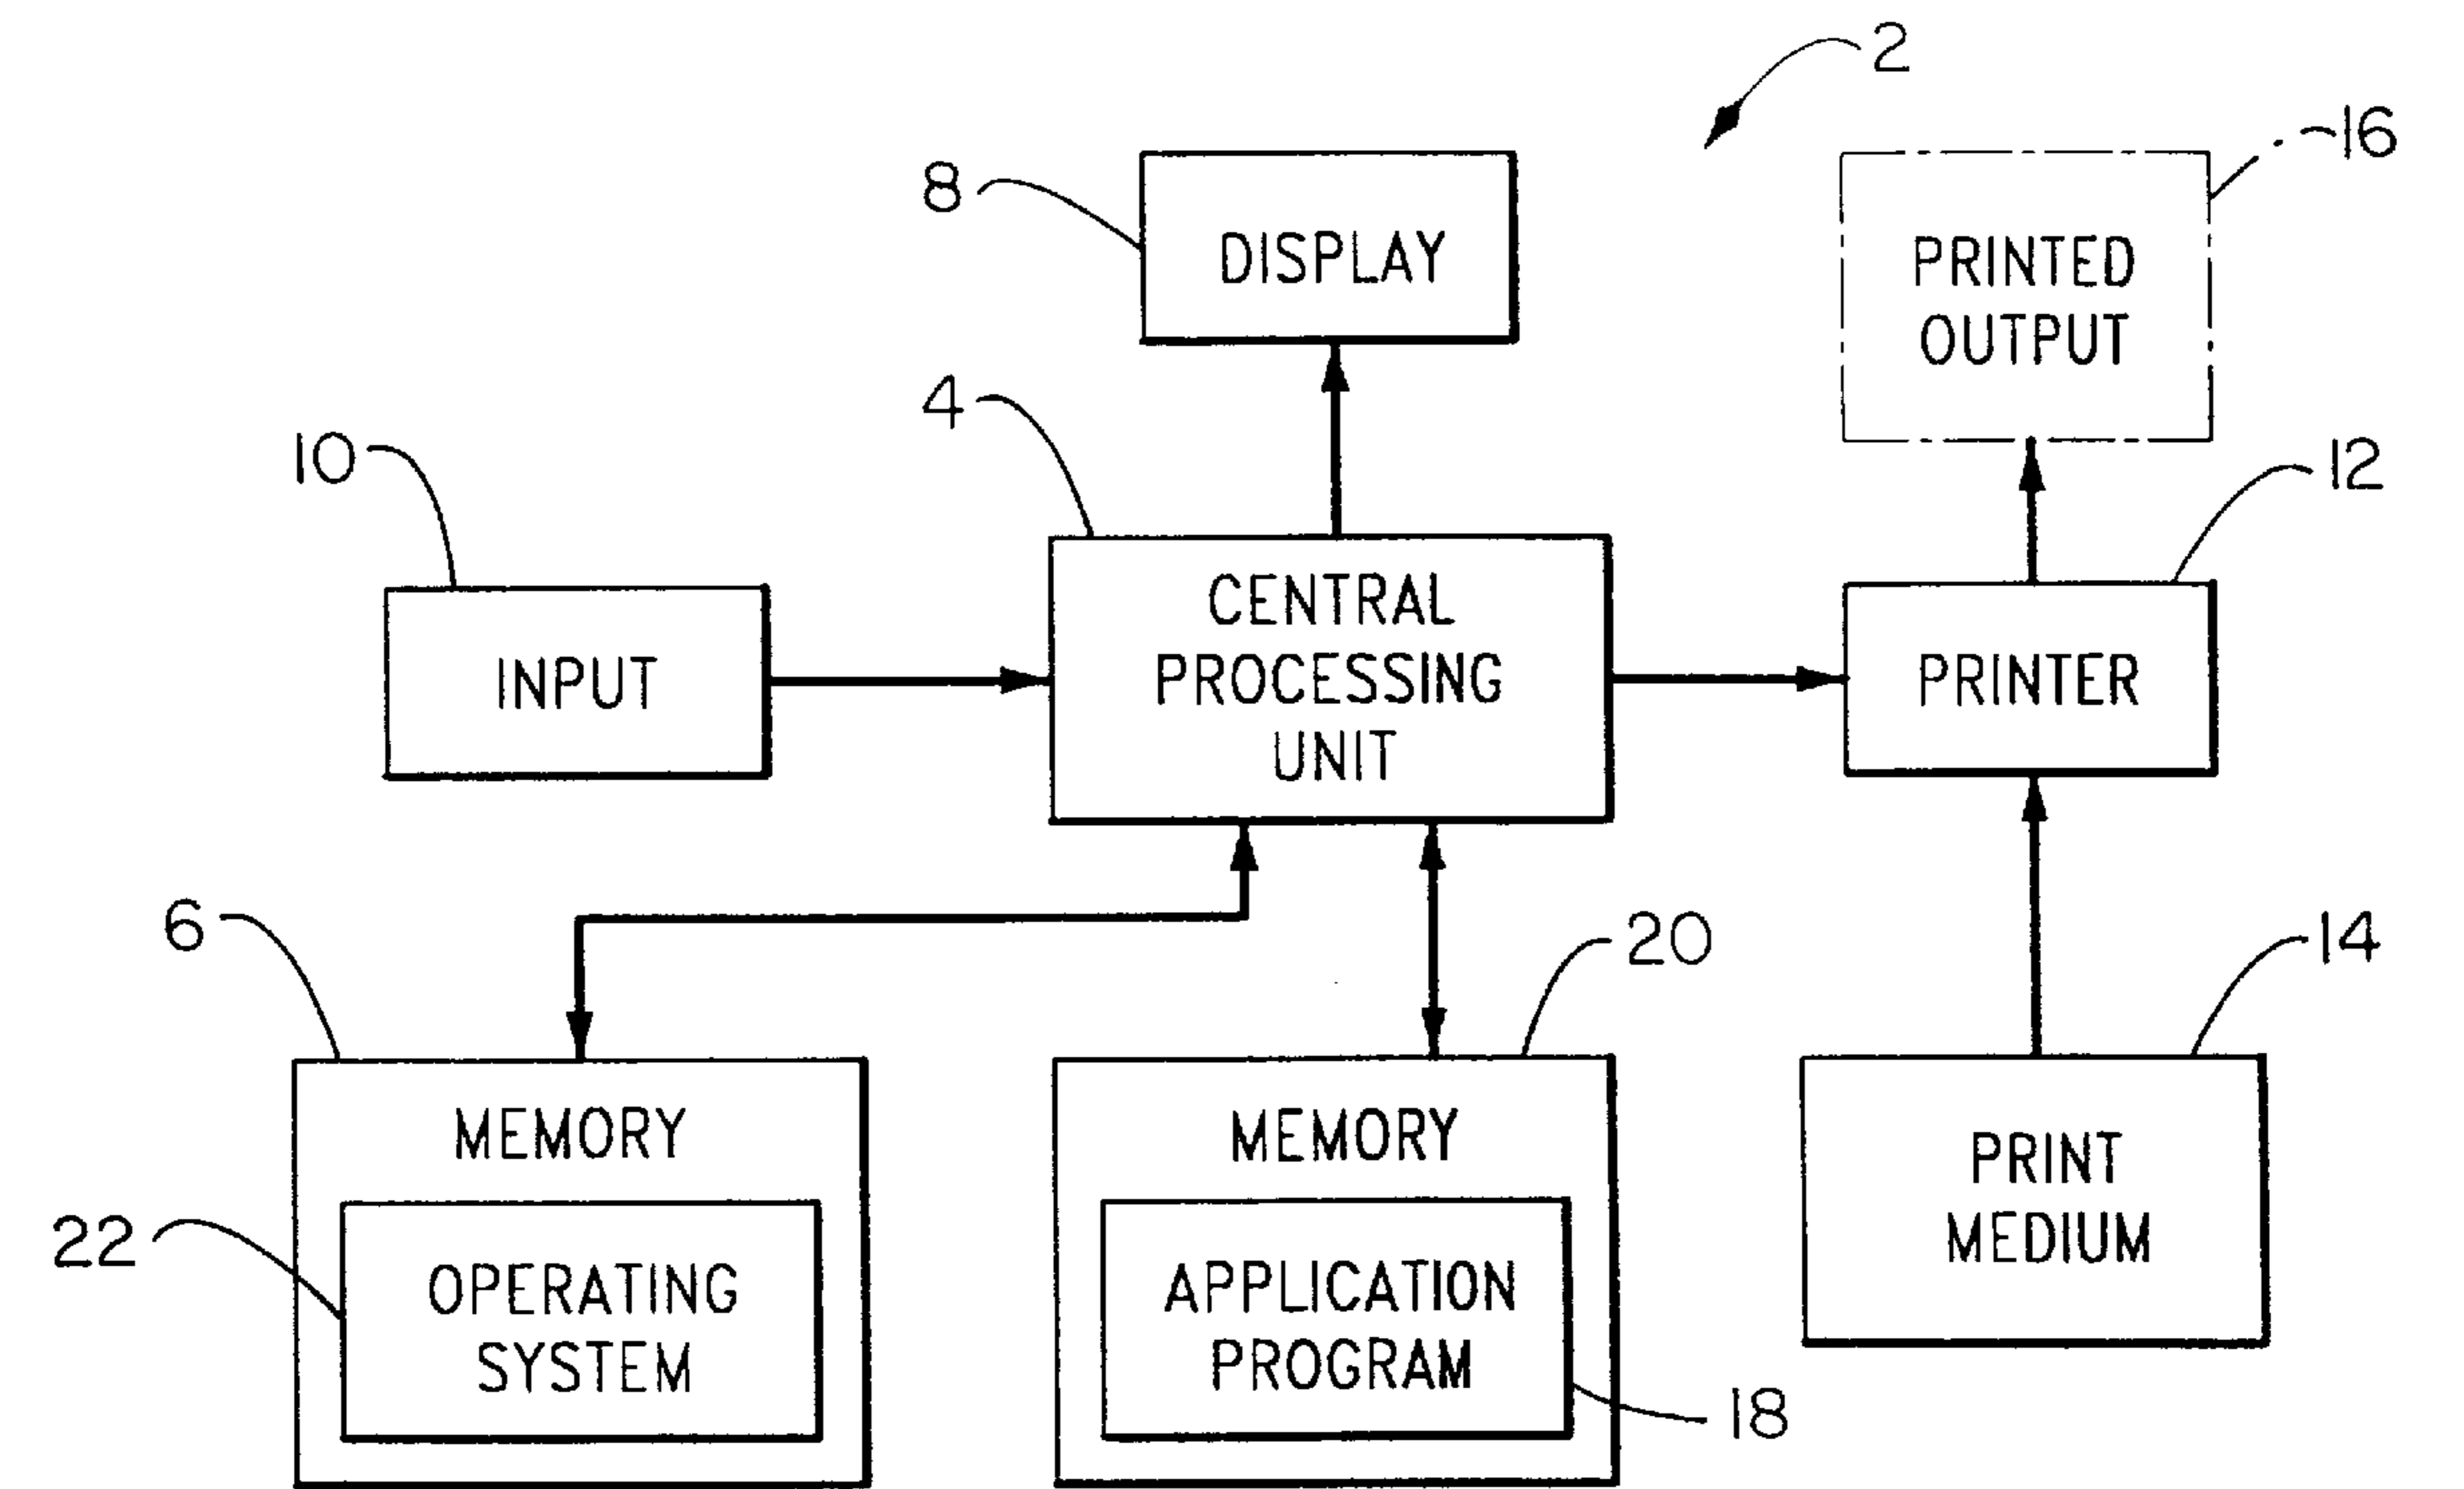 2
16
8
DISPLAY
PRINTED
OUTPUT
4
10
12
CENTRAL
PROCESSING
UNIT
INPUT
PRINTER
6
20
14
MEMORY
MEMORY
PRINT
MEDIUM
22
OPERATING
SYSTEM
APPLICATION
PROGRAM
18